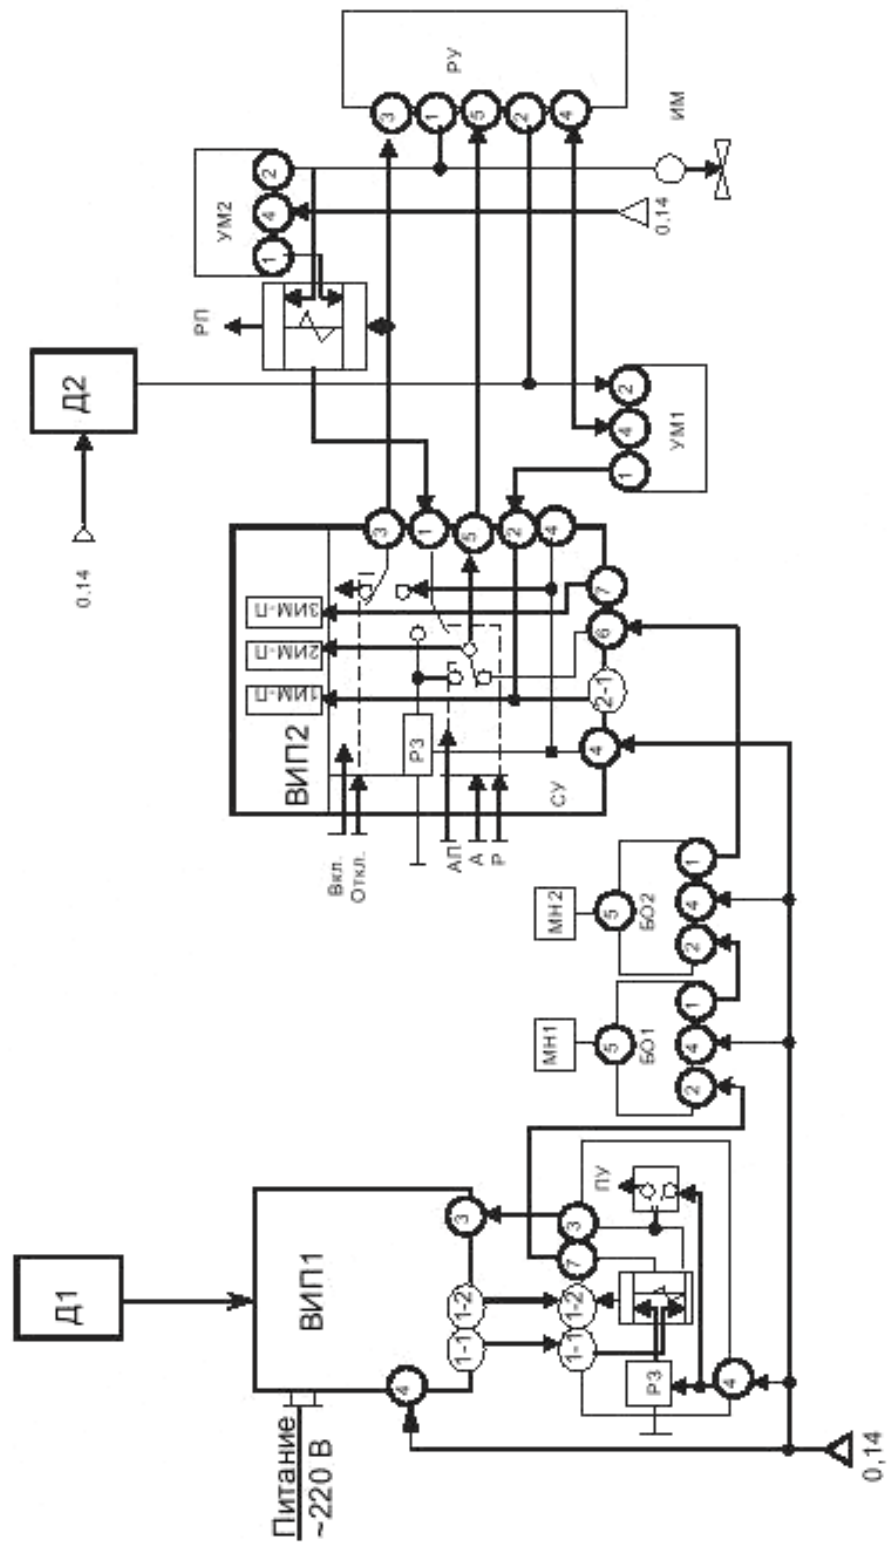 РУ
3
1
5
2
4
ИМ
УМ2
2
4
1
0.14
РП
Д2
0.14
2
4
1
УМ1
3
1
5
2
4
7
6
2-1
4
3ИМ-П
2ИМ-П
1ИМ-П
ВИП2
РЗ
СУ
Вкл.
Откл.
АП
А
Р
МН2
5
БО2
1
4
2
МН1
5
БО1
1
4
2
Д1
ВИП1
3
1-2
1-1
4
Питание
~220 В
ПУ
3
7
1-2
1-1
РЗ
4
0,14